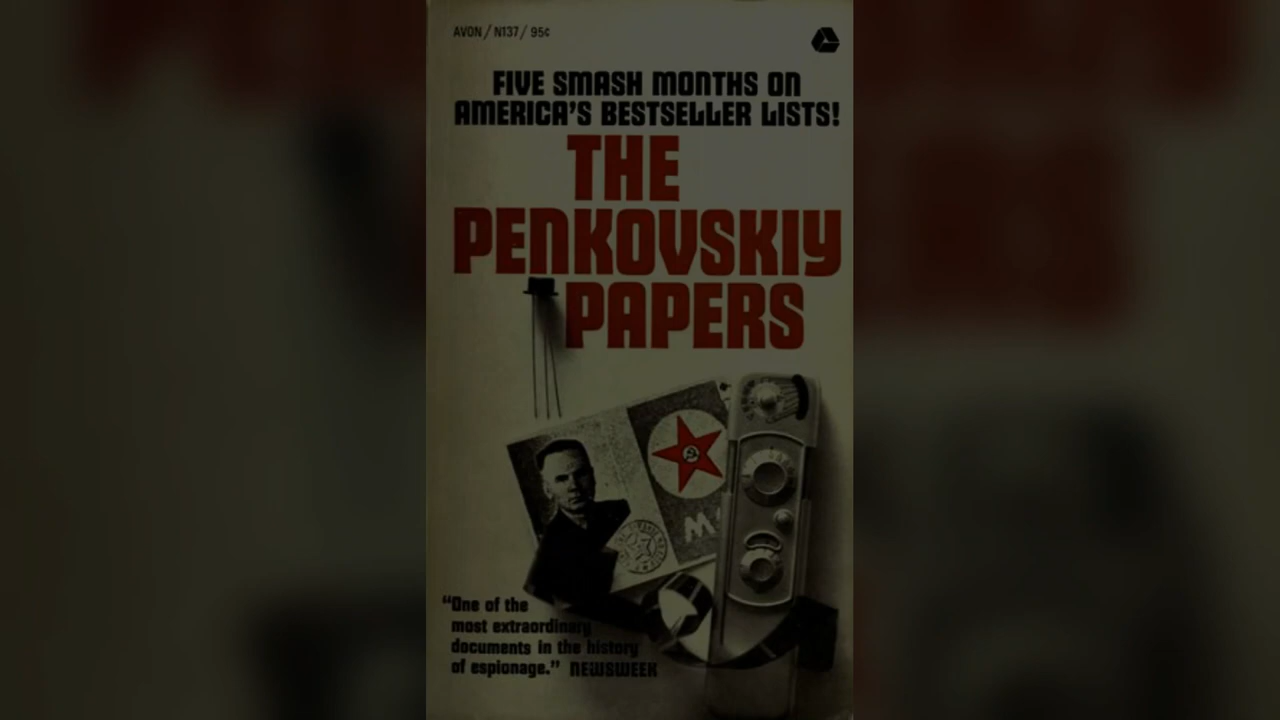 AVON / N137 / 95¢
FIVE SMASH MONTHS ON
AMERICA'S BESTSELLER LISTS!
THE
PENKOVSKIY
PAPERS
"One of the
most extraordinary
documents in the history
of espionage." NEWSWEEK